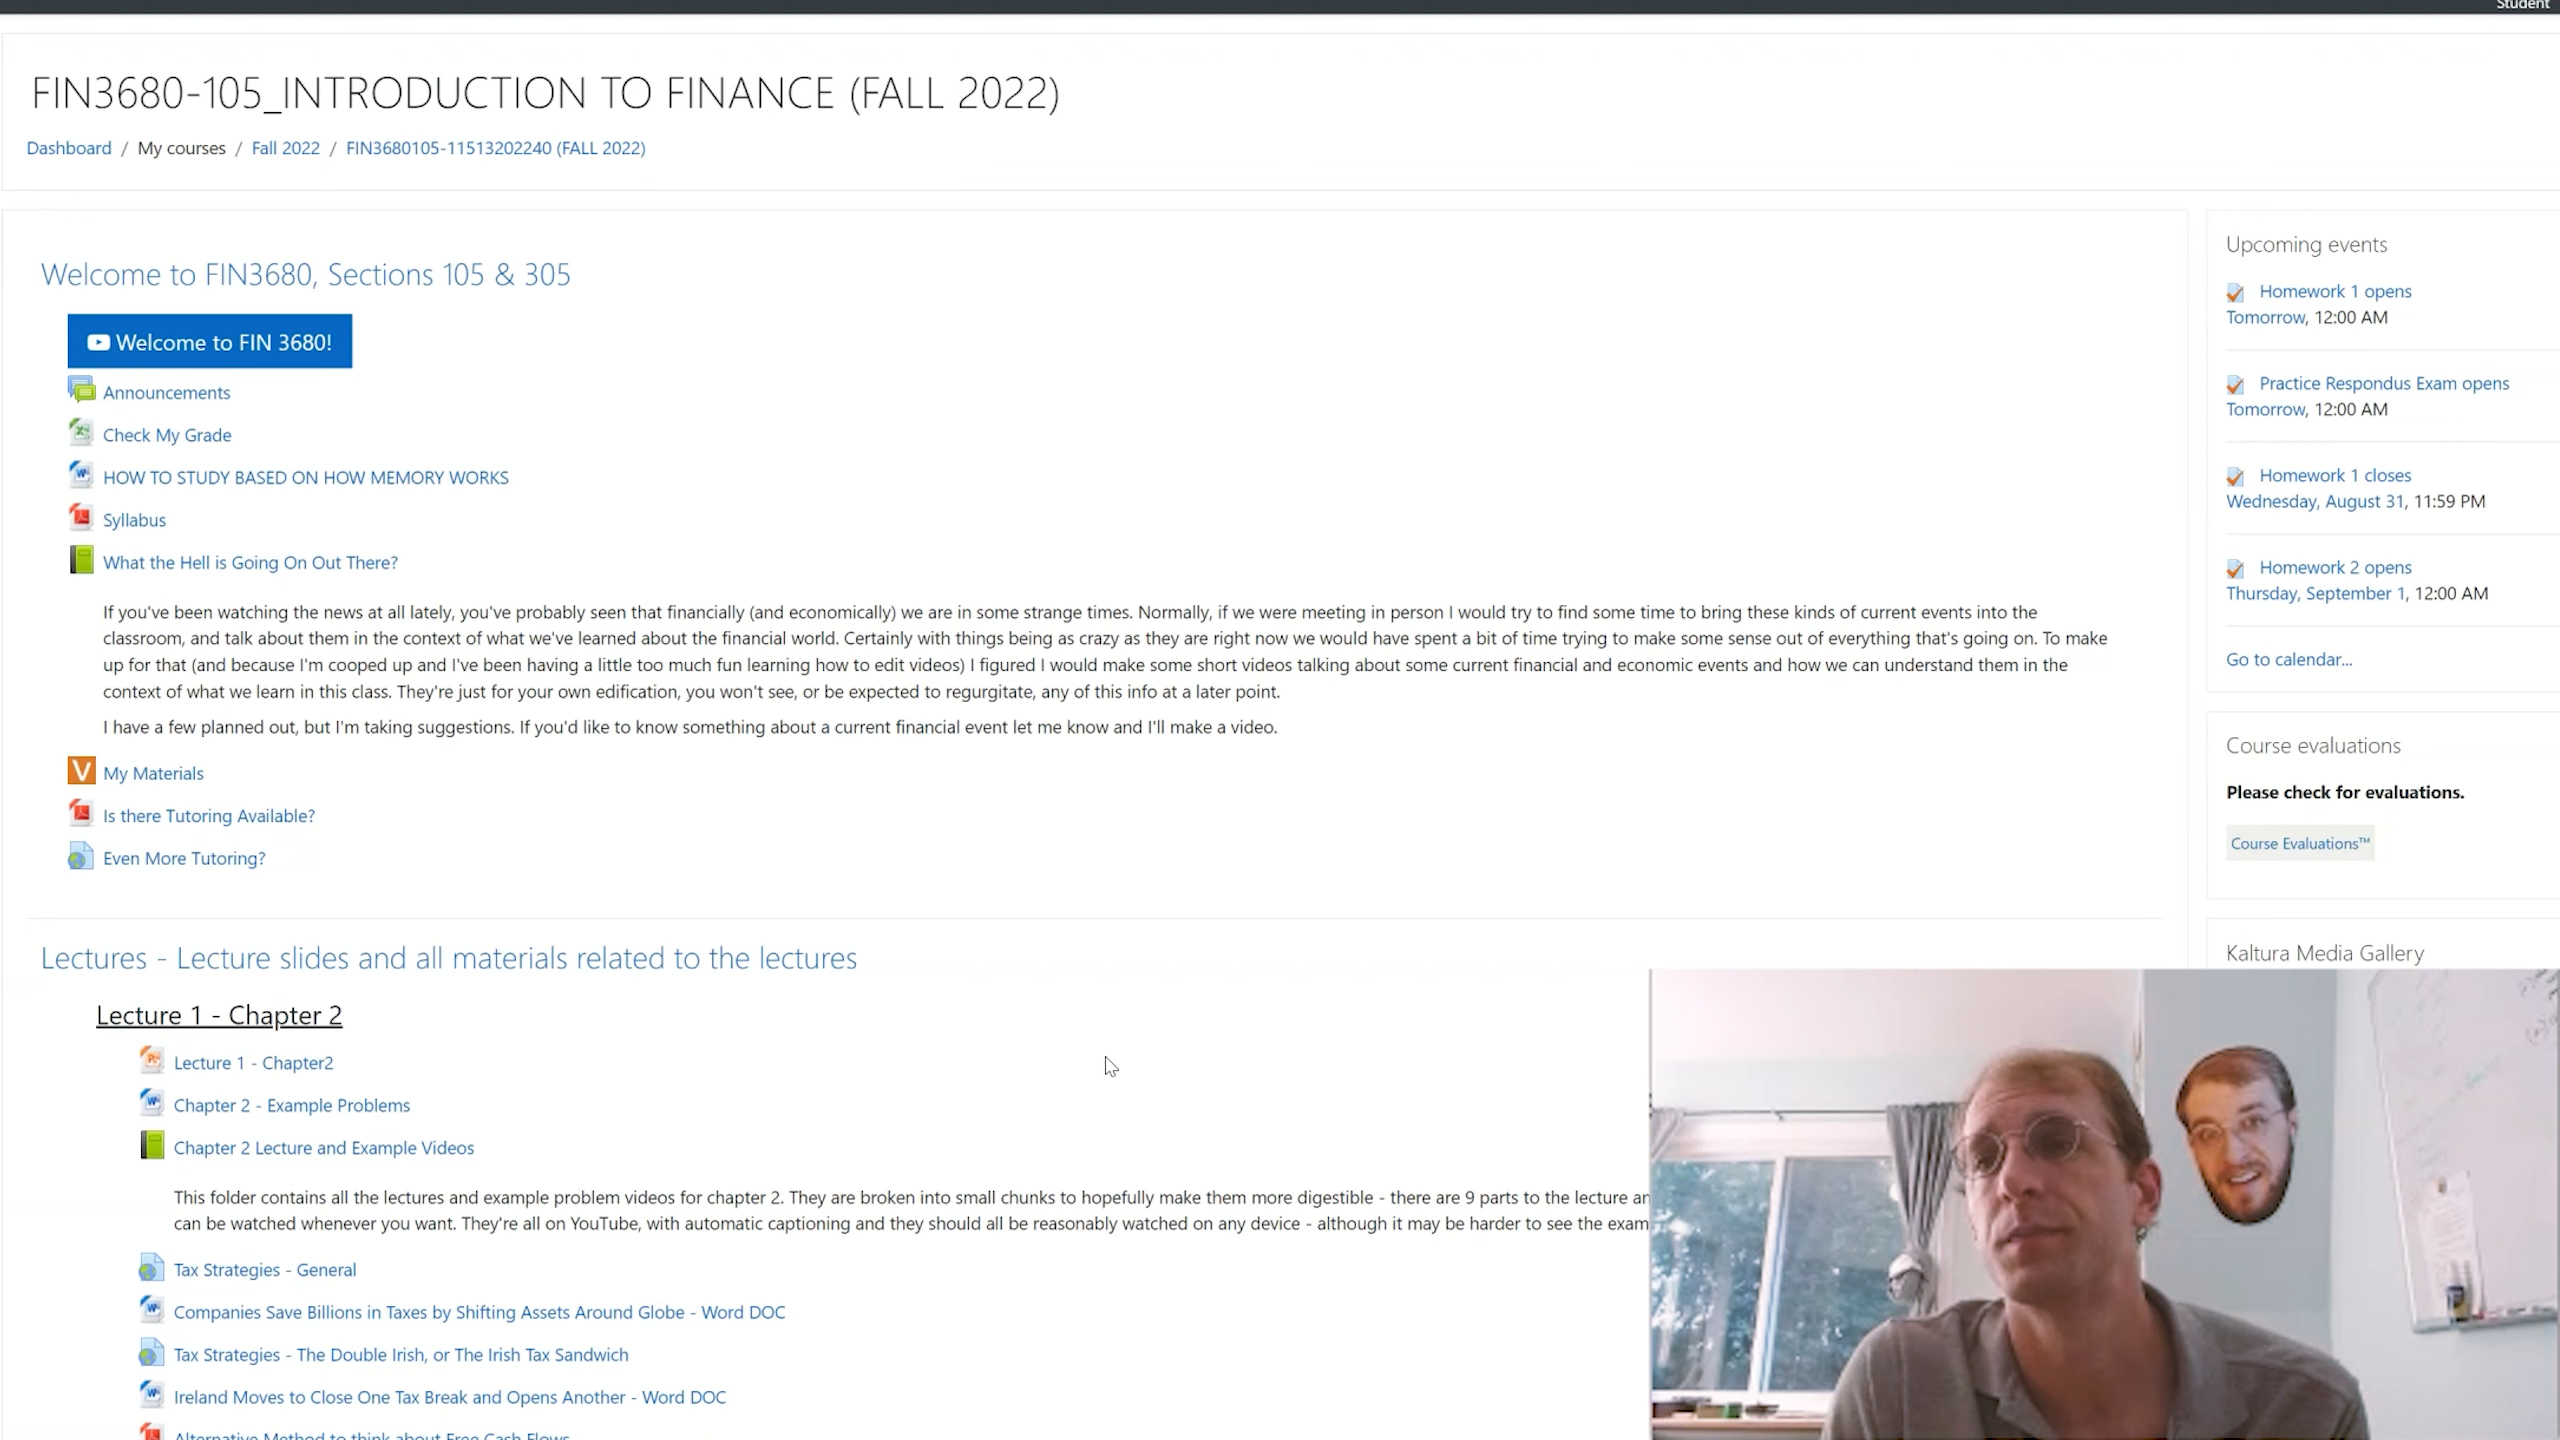 Student
FIN3680-105_INTRODUCTION TO FINANCE (FALL 2022)
Dashboard / My courses / Fall 2022 / FIN3680105-11513202240 (FALL 2022)
Welcome to FIN3680, Sections 105 & 305
Welcome to FIN 3680!
Announcements
Check My Grade
HOW TO STUDY BASED ON HOW MEMORY WORKS
Syllabus
What the Hell is Going On Out There?
If you've been watching the news at all lately, you've probably seen that financially (and economically) we are in some strange times. Normally, if we were meeting in person I would try to find some time to bring these kinds of current events into the
classroom, and talk about them in the context of what we've learned about the financial world. Certainly with things being as crazy as they are right now we would have spent a bit of time trying to make some sense out of everything that's going on. To make
up for that (and because I'm cooped up and I've been having a little too much fun learning how to edit videos) I figured I would make some short videos talking about some current financial and economic events and how we can understand them in the
context of what we learn in this class. They're just for your own edification, you won't see, or be expected to regurgitate, any of this info at a later point.
I have a few planned out, but I'm taking suggestions. If you'd like to know something about a current financial event let me know and I'll make a video.
My Materials
Is there Tutoring Available?
Even More Tutoring?
Lectures - Lecture slides and all materials related to the lectures
Lecture 1 - Chapter 2
Lecture 1 - Chapter2
Chapter 2 - Example Problems
Chapter 2 Lecture and Example Videos
This folder contains all the lectures and example problem videos for chapter 2. They are broken into small chunks to hopefully make them more digestible - there are 9 parts to the lecture
can be watched whenever you want. They're all on YouTube, with automatic captioning and they should all be reasonably watched on any device - although it may be harder to see the exam
Tax Strategies - General
Companies Save Billions in Taxes by Shifting Assets Around Globe - Word DOC
Tax Strategies - The Double Irish, or The Irish Tax Sandwich
Ireland Moves to Close One Tax Break and Opens Another - Word DOC
Alternative Method to think about Free Cash Flows
Upcoming events
Homework 1 opens
Tomorrow, 12:00 AM
Practice Respondus Exam opens
Tomorrow, 12:00 AM
Homework 1 closes
Wednesday, August 31, 11:59 PM
Homework 2 opens
Thursday, September 1, 12:00 AM
Go to calendar...
Course evaluations
Please check for evaluations.
Course Evaluations™
Kaltura Media Gallery